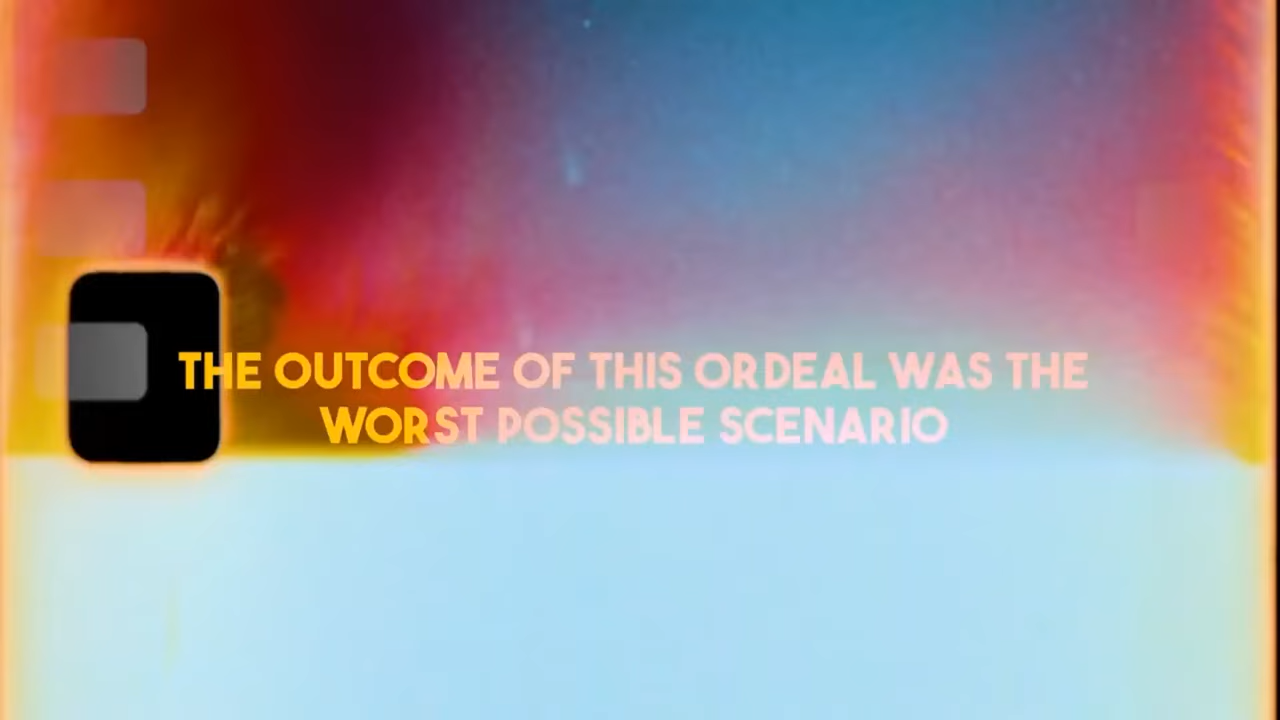 THE OUTCOME OF THIS ORDEAL WAS THE
WORST POSSIBLE SCENARIO